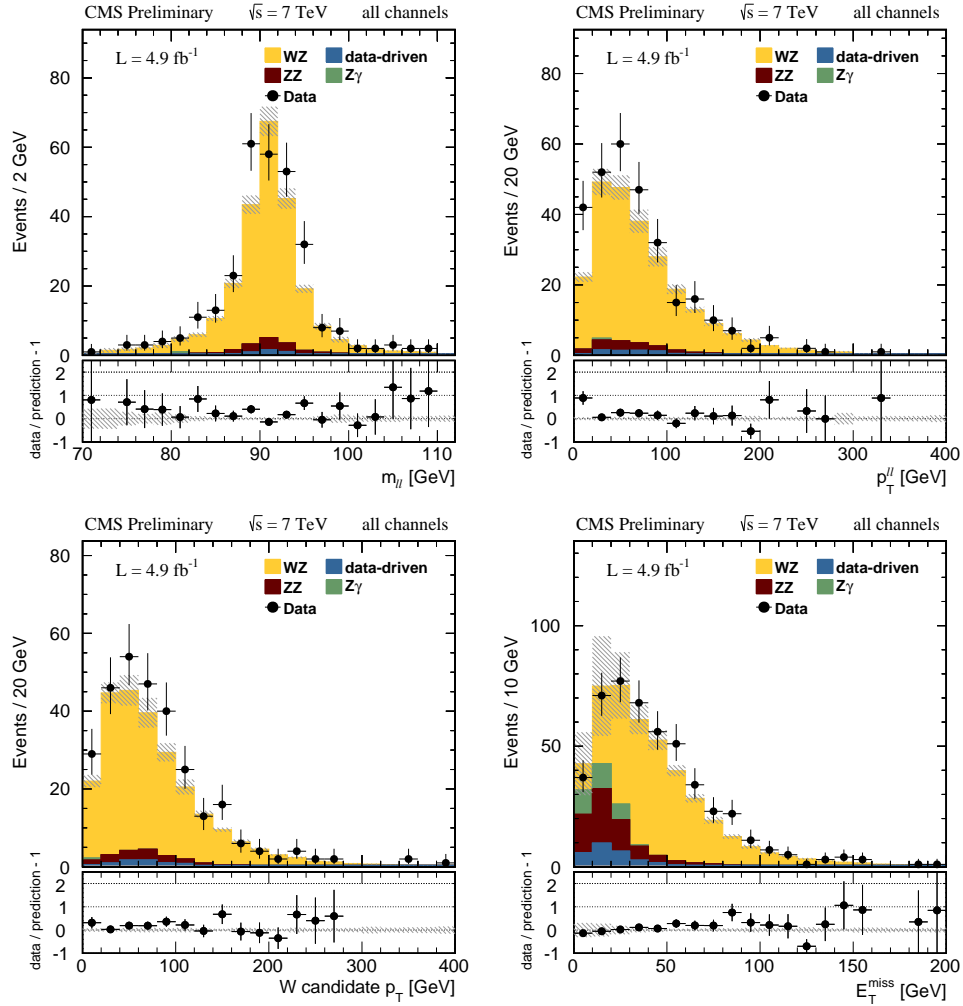 CMS Preliminary √s = 7 TeV all channels
L = 4.9 fb⁻¹
WZ data-driven
ZZ Zγ
Data
Events / 2 GeV
80
60
40
20
0
data / prediction - 1
2
1
0
-1
70 80 90 100 110
m_ll [GeV]
CMS Preliminary √s = 7 TeV all channels
L = 4.9 fb⁻¹
WZ data-driven
ZZ Zγ
Data
Events / 20 GeV
80
60
40
20
0
data / prediction - 1
2
1
0
-1
0 100 200 300 400
p_T^ll [GeV]
CMS Preliminary √s = 7 TeV all channels
L = 4.9 fb⁻¹
WZ data-driven
ZZ Zγ
Data
Events / 20 GeV
80
60
40
20
0
data / prediction - 1
2
1
0
-1
0 100 200 300 400
W candidate p_T [GeV]
CMS Preliminary √s = 7 TeV all channels
L = 4.9 fb⁻¹
WZ data-driven
ZZ Zγ
Data
Events / 10 GeV
100
50
0
data / prediction - 1
2
1
0
-1
0 50 100 150 200
E_T^miss [GeV]